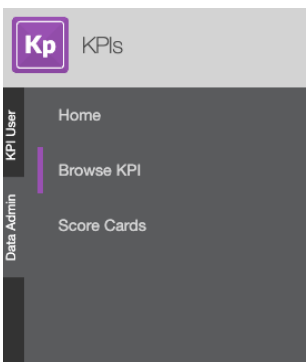 Kp KPIs
KPI User
Data Admin
Home
Browse KPI
Score Cards